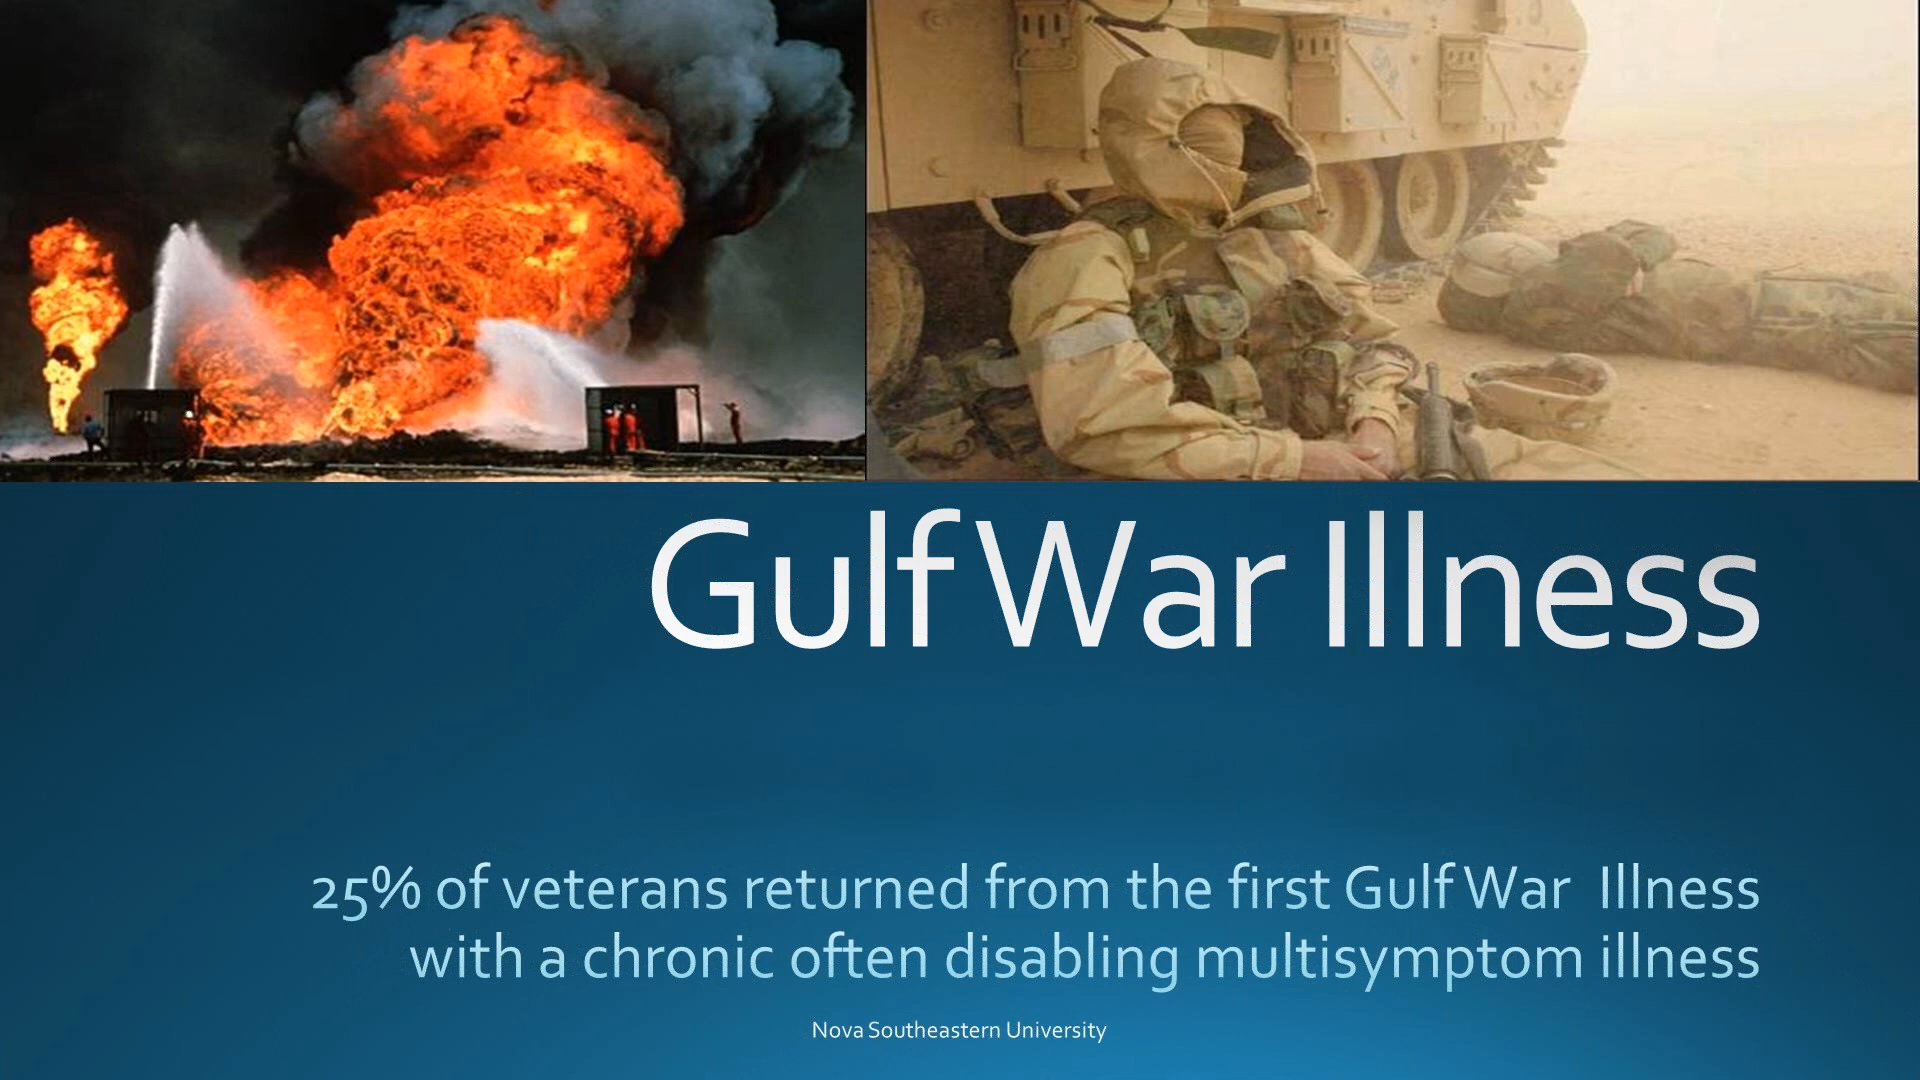 Gulf War Illness
25% of veterans returned from the first Gulf War  Illness
with a chronic often disabling multisymptom illness
Nova Southeastern University